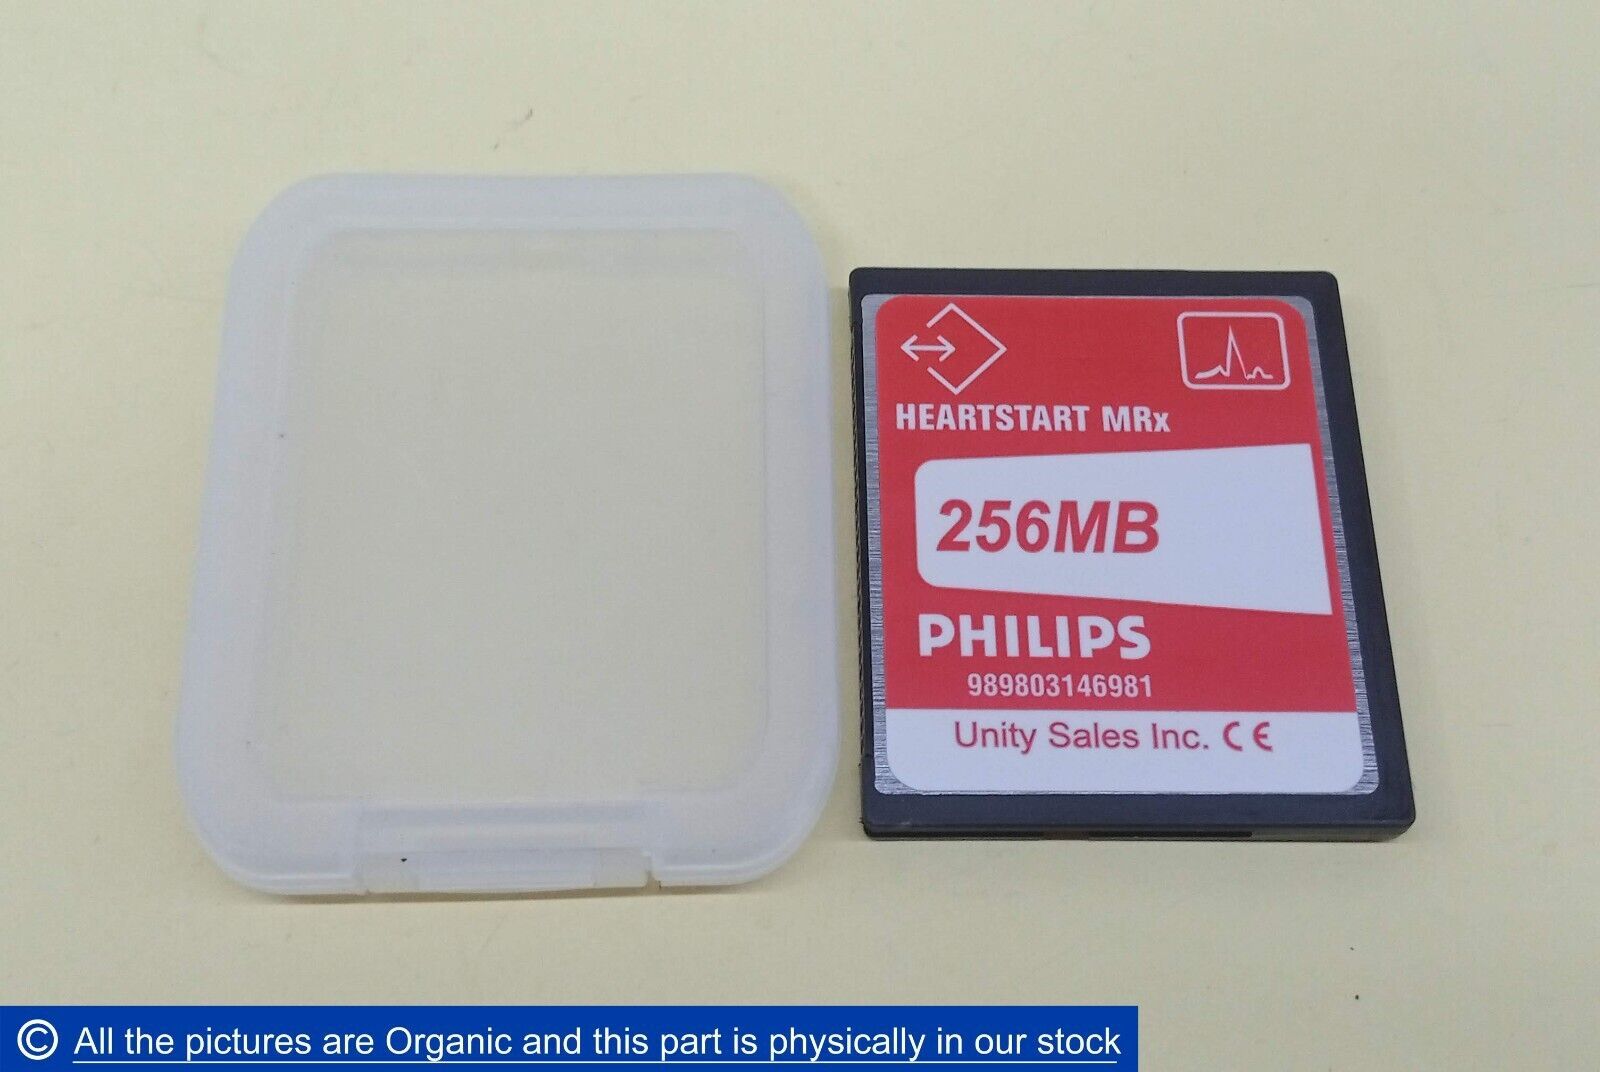 HEARTSTART MRx
256MB
PHILIPS
989803146981
Unity Sales Inc. CE
© All the pictures are Organic and this part is physically in our stock